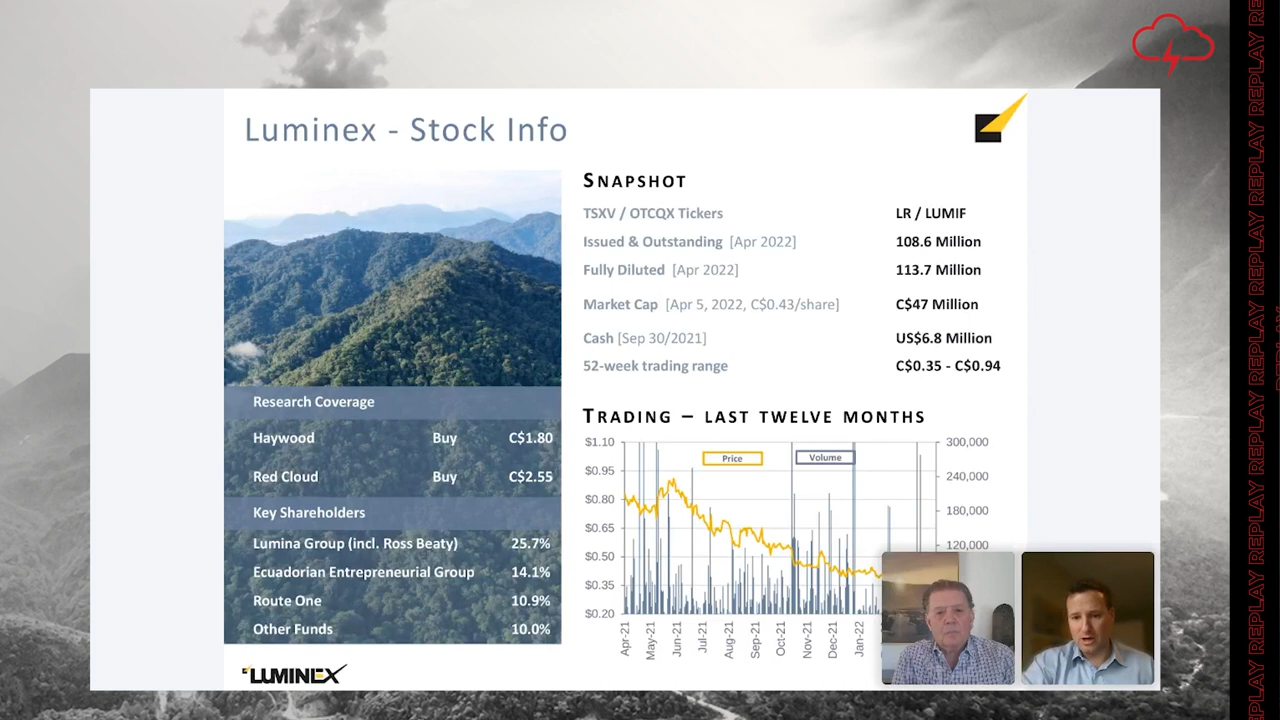 Luminex - Stock Info
SNAPSHOT
TSXV / OTCQX Tickers LR / LUMIF
Issued & Outstanding [Apr 2022] 108.6 Million
Fully Diluted [Apr 2022] 113.7 Million
Market Cap [Apr 5, 2022, C$0.43/share] C$47 Million
Cash [Sep 30/2021] US$6.8 Million
52-week trading range C$0.35 - C$0.94
Research Coverage
Haywood Buy C$1.80
Red Cloud Buy C$2.55
Key Shareholders
Lumina Group (incl. Ross Beaty) 25.7%
Ecuadorian Entrepreneurial Group 14.1%
Route One 10.9%
Other Funds 10.0%
TRADING – LAST TWELVE MONTHS
Price Volume
$1.10 300,000
$0.95 240,000
$0.80 180,000
$0.65 120,000
$0.50
$0.35
$0.20
Apr-21 May-21 Jun-21 Jul-21 Aug-21 Sep-21 Oct-21 Nov-21 Dec-21 Jan-22
LUMINEX
REPLAY REPLAY REPLAY REPLAY REPLAY REPLAY REPLAY